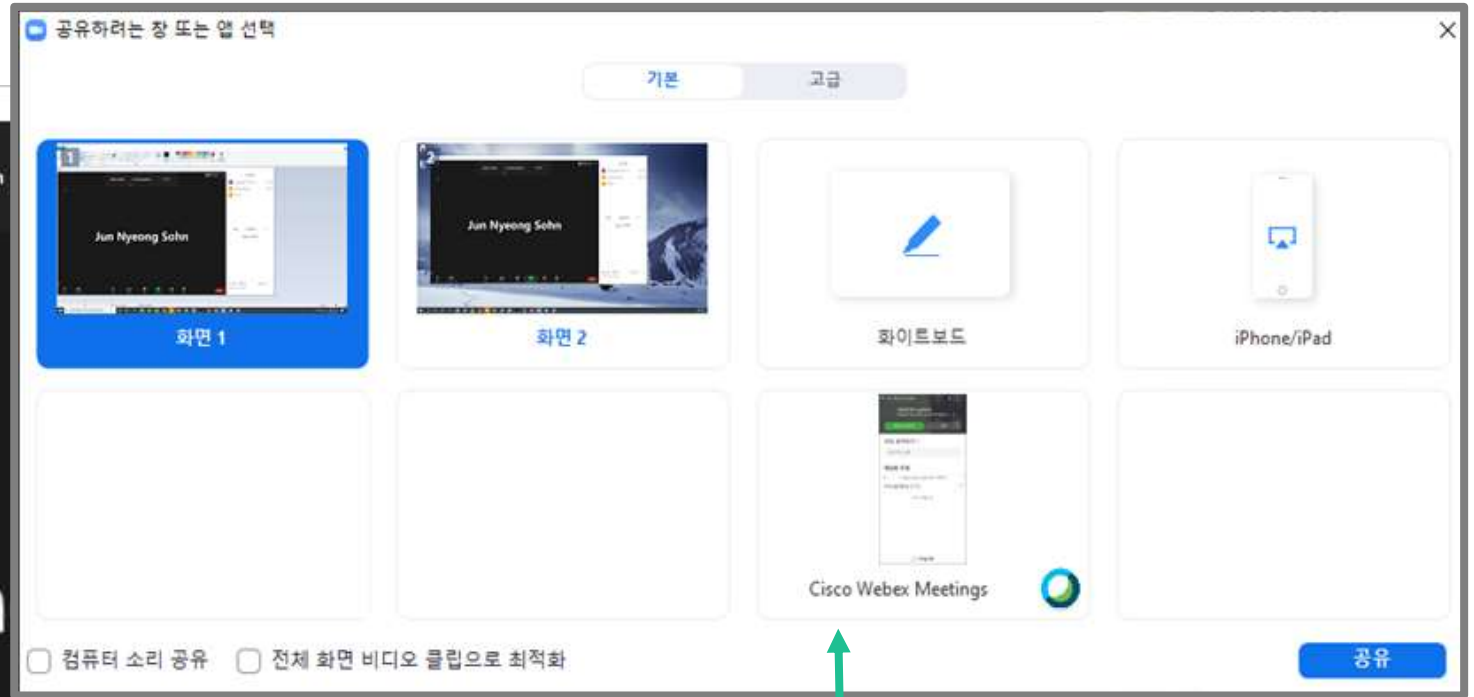 공유하려는 창 또는 앱 선택
기본
고급
1
Jun Nyeong Sohn
화면 1
2
Jun Nyeong Sohn
화면 2
화이트보드
iPhone/iPad
Cisco Webex Meetings
컴퓨터 소리 공유
전체 화면 비디오 클립으로 최적화
공유